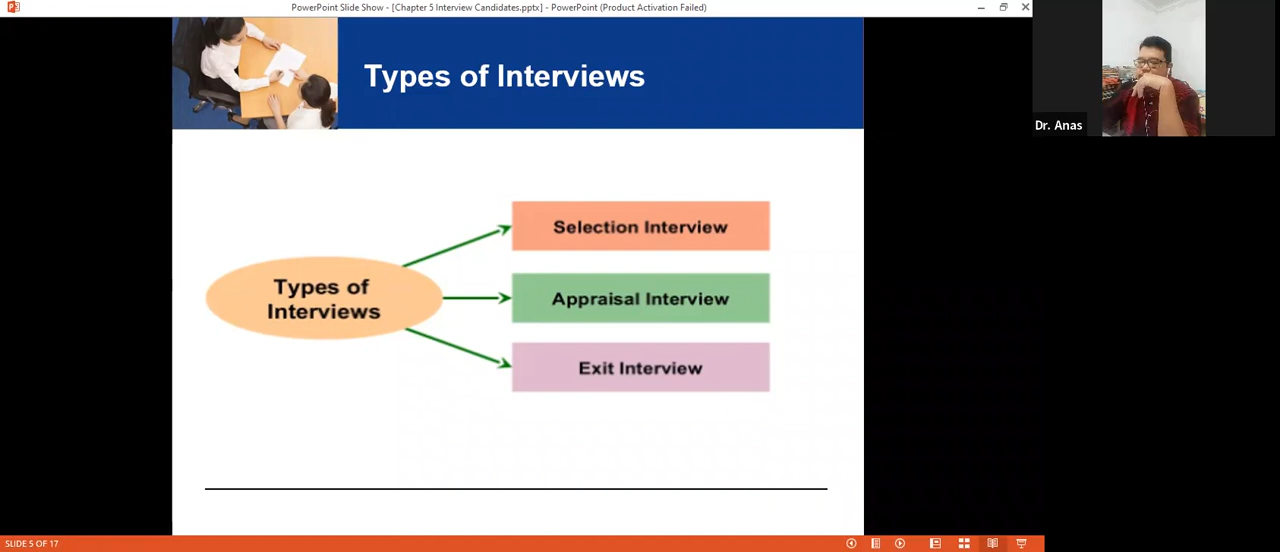 PowerPoint Slide Show - [Chapter 5 Interview Candidates.pptx] - PowerPoint (Product Activation Failed)
Types of Interviews
Dr. Anas
Selection Interview
Types of
Interviews
Appraisal Interview
Exit Interview
SLIDE 5 OF 17